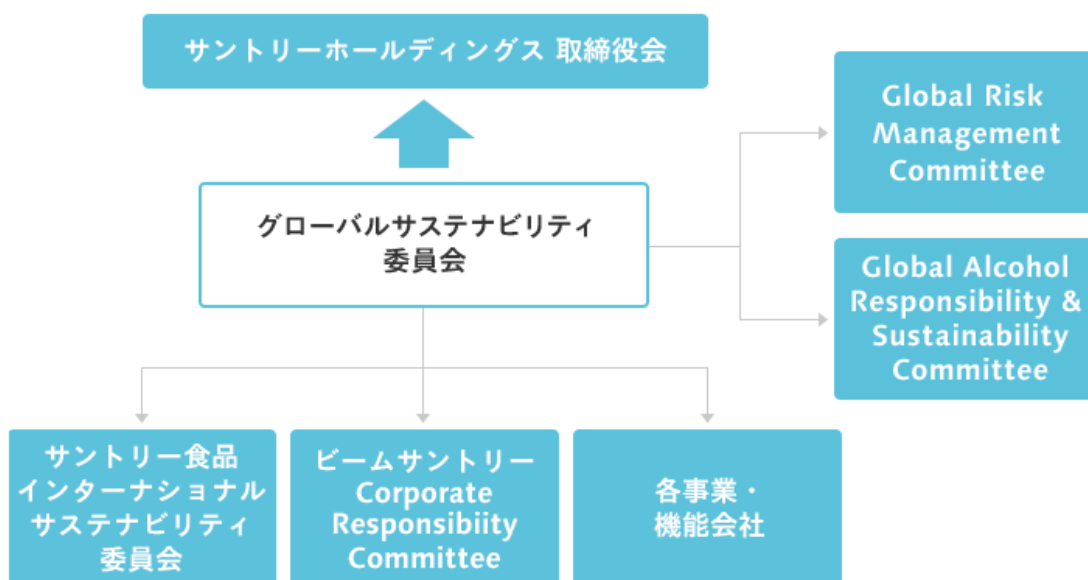 サントリーホールディングス 取締役会
Global Risk
Management
Committee
グローバルサステナビリティ
委員会
Global Alcohol
Responsibility &
Sustainability
Committee
サントリー食品
インターナショナル
サステナビリティ
委員会
ビームサントリー
Corporate
Responsibiity
Committee
各事業・
機能会社